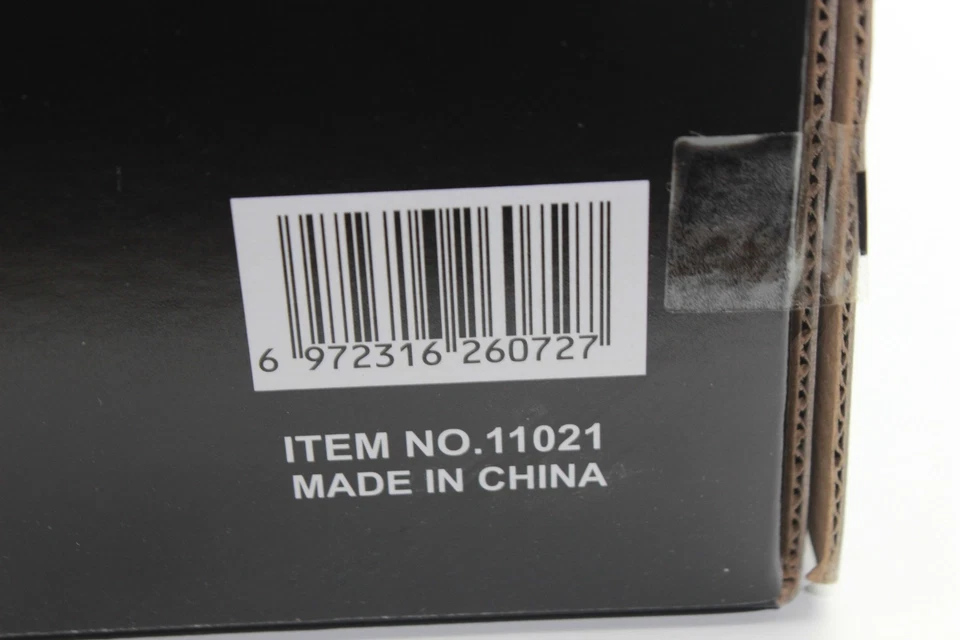 6 972316 260727
ITEM NO.11021
MADE IN CHINA